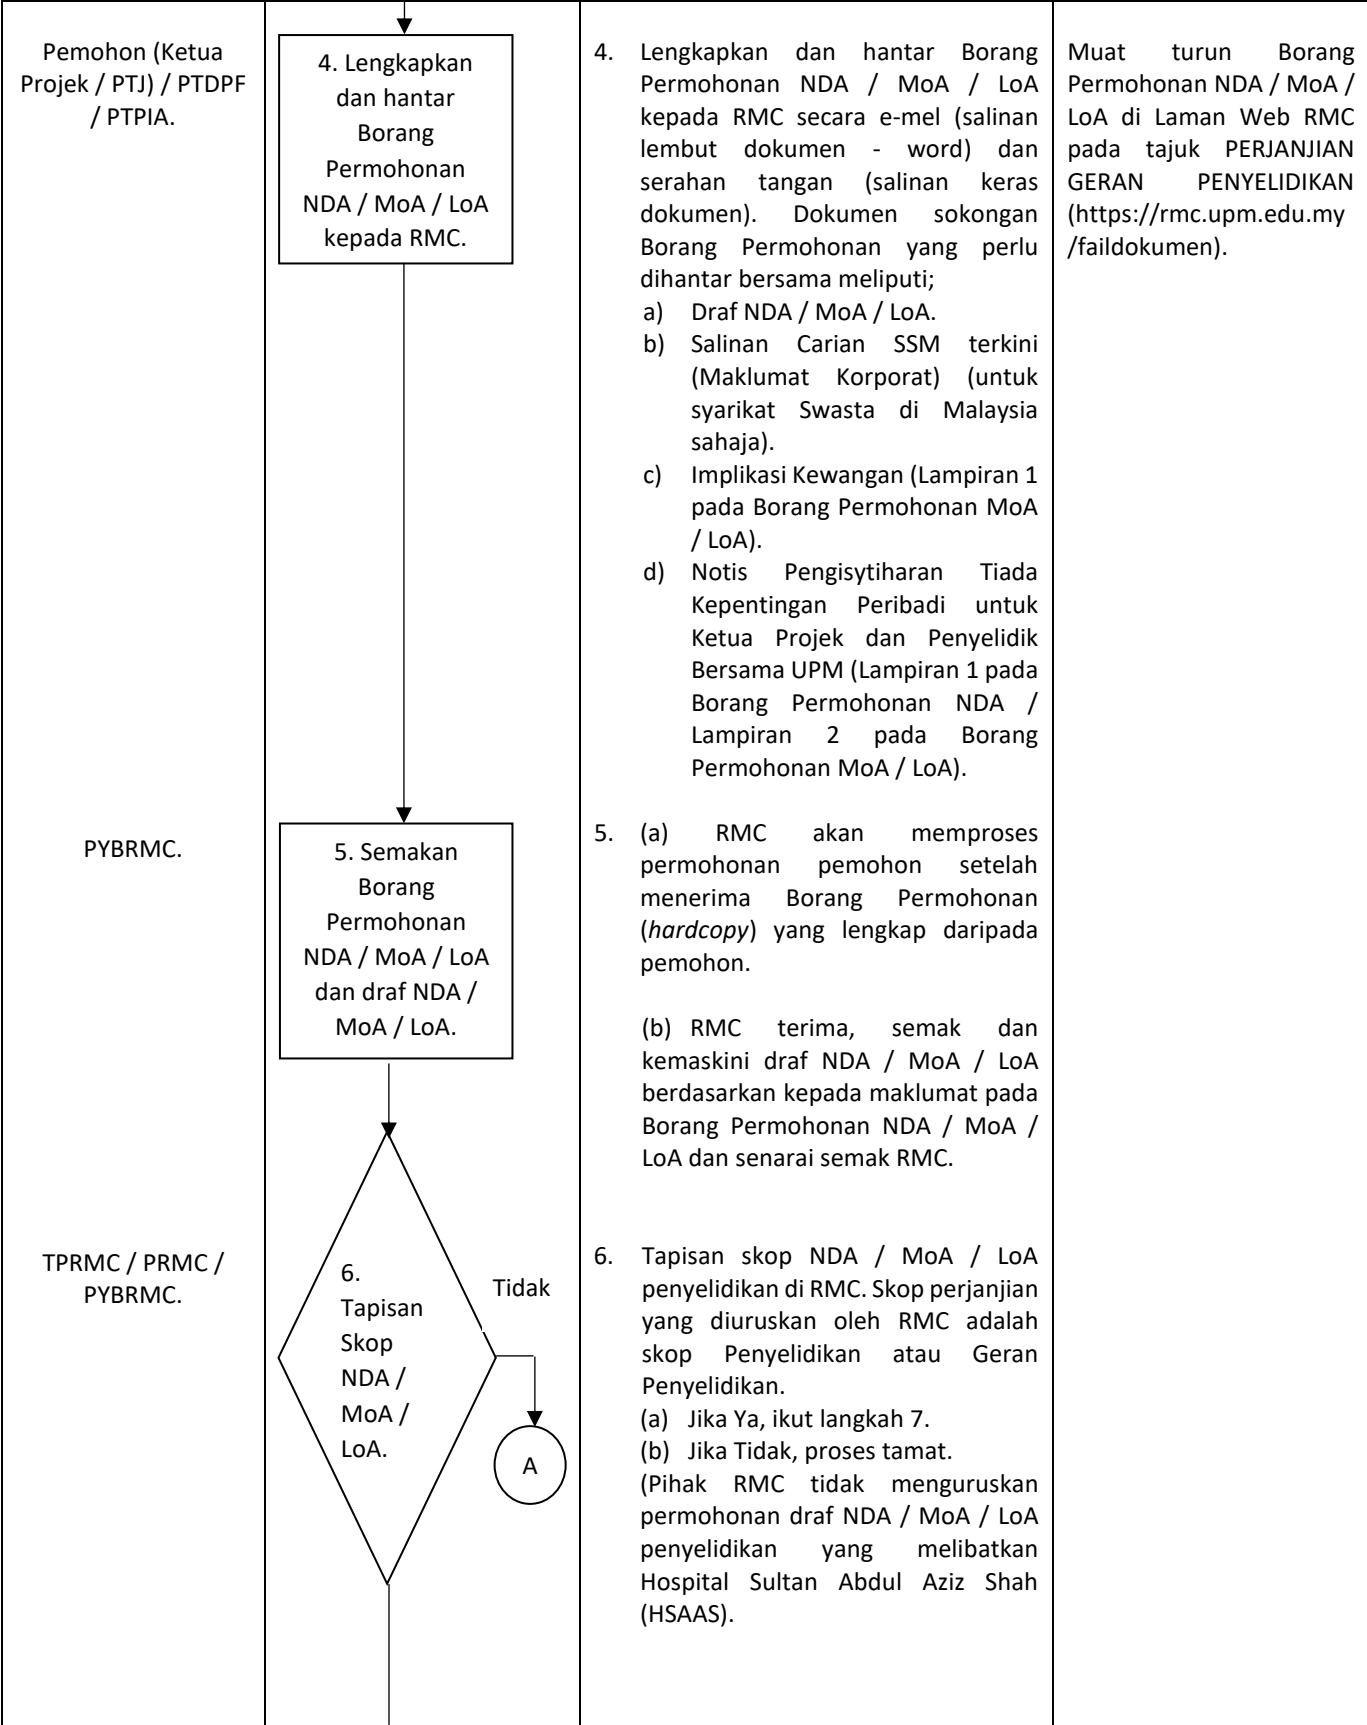 Pemohon (Ketua
Projek / PTJ) / PTDPF
/ PTPIA.
4. Lengkapkan
dan hantar
Borang
Permohonan
NDA / MoA / LoA
kepada RMC.
4. Lengkapkan dan hantar Borang
Permohonan NDA / MoA / LoA
kepada RMC secara e-mel (salinan
lembut dokumen - word) dan
serahan tangan (salinan keras
dokumen). Dokumen sokongan
Borang Permohonan yang perlu
dihantar bersama meliputi;
a) Draf NDA / MoA / LoA.
b) Salinan Carian SSM terkini
(Maklumat Korporat) (untuk
syarikat Swasta di Malaysia
sahaja).
c) Implikasi Kewangan (Lampiran 1
pada Borang Permohonan MoA
/ LoA).
d) Notis Pengisytiharan Tiada
Kepentingan Peribadi untuk
Ketua Projek dan Penyelidik
Bersama UPM (Lampiran 1 pada
Borang Permohonan NDA /
Lampiran 2 pada Borang
Permohonan MoA / LoA).
Muat turun Borang
Permohonan NDA / MoA /
LoA di Laman Web RMC
pada tajuk PERJANJIAN
GERAN PENYELIDIKAN
(https://rmc.upm.edu.my
/faildokumen).
PYBRMC.
5. Semakan
Borang
Permohonan
NDA / MoA / LoA
dan draf NDA /
MoA / LoA.
5. (a) RMC akan memproses
permohonan pemohon setelah
menerima Borang Permohonan
(hardcopy) yang lengkap daripada
pemohon.
(b) RMC terima, semak dan
kemaskini draf NDA / MoA / LoA
berdasarkan kepada maklumat pada
Borang Permohonan NDA / MoA /
LoA dan senarai semak RMC.
TPRMC / PRMC /
PYBRMC.
6.
Tapisan
Skop
NDA /
MoA /
LoA.
Tidak
A
6. Tapisan skop NDA / MoA / LoA
penyelidikan di RMC. Skop perjanjian
yang diuruskan oleh RMC adalah
skop Penyelidikan atau Geran
Penyelidikan.
(a) Jika Ya, ikut langkah 7.
(b) Jika Tidak, proses tamat.
(Pihak RMC tidak menguruskan
permohonan draf NDA / MoA / LoA
penyelidikan yang melibatkan
Hospital Sultan Abdul Aziz Shah
(HSAAS).